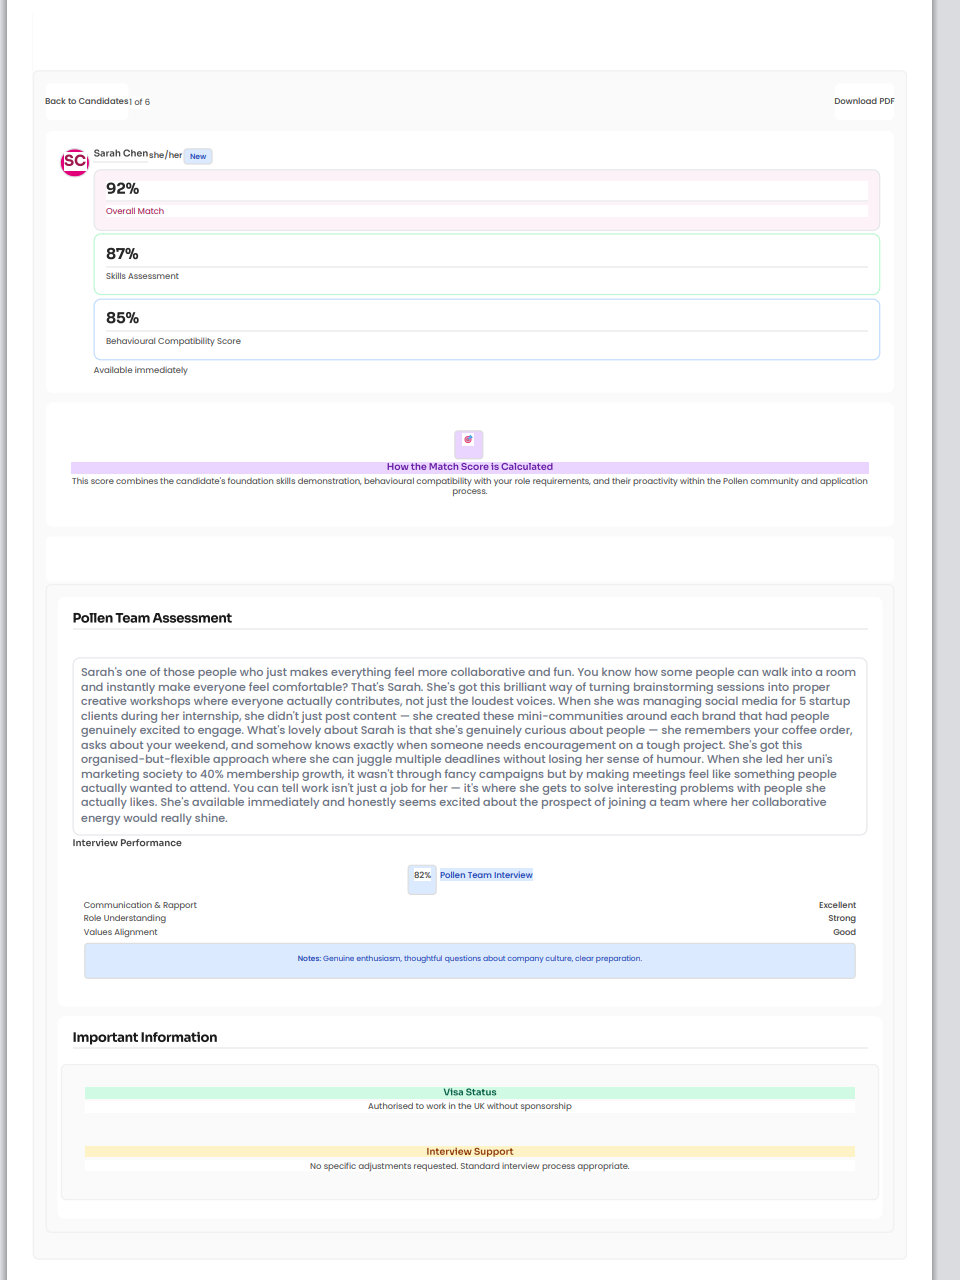 Back to Candidates 1 of 6
Download PDF
SC
Sarah Chen she/her New
92%
Overall Match
87%
Skills Assessment
85%
Behavioural Compatibility Score
Available immediately
How the Match Score is Calculated
This score combines the candidate's foundation skills demonstration, behavioural compatibility with your role requirements, and their proactivity within the Pollen community and application
process.
Pollen Team Assessment
Sarah's one of those people who just makes everything feel more collaborative and fun. You know how some people can walk into a room
and instantly make everyone feel comfortable? That's Sarah. She's got this brilliant way of turning brainstorming sessions into proper
creative workshops where everyone actually contributes, not just the loudest voices. When she was managing social media for 5 startup
clients during her internship, she didn't just post content — she created these mini-communities around each brand that had people
genuinely excited to engage. What's lovely about Sarah is that she's genuinely curious about people — she remembers your coffee order,
asks about your weekend, and somehow knows exactly when someone needs encouragement on a tough project. She's got this
organised-but-flexible approach where she can juggle multiple deadlines without losing her sense of humour. When she led her uni's
marketing society to 40% membership growth, it wasn't through fancy campaigns but by making meetings feel like something people
actually wanted to attend. You can tell work isn't just a job for her — it's where she gets to solve interesting problems with people she
actually likes. She's available immediately and honestly seems excited about the prospect of joining a team where her collaborative
energy would really shine.
Interview Performance
82% Pollen Team Interview
Communication & Rapport Excellent
Role Understanding Strong
Values Alignment Good
Notes: Genuine enthusiasm, thoughtful questions about company culture, clear preparation.
Important Information
Visa Status
Authorised to work in the UK without sponsorship
Interview Support
No specific adjustments requested. Standard interview process appropriate.